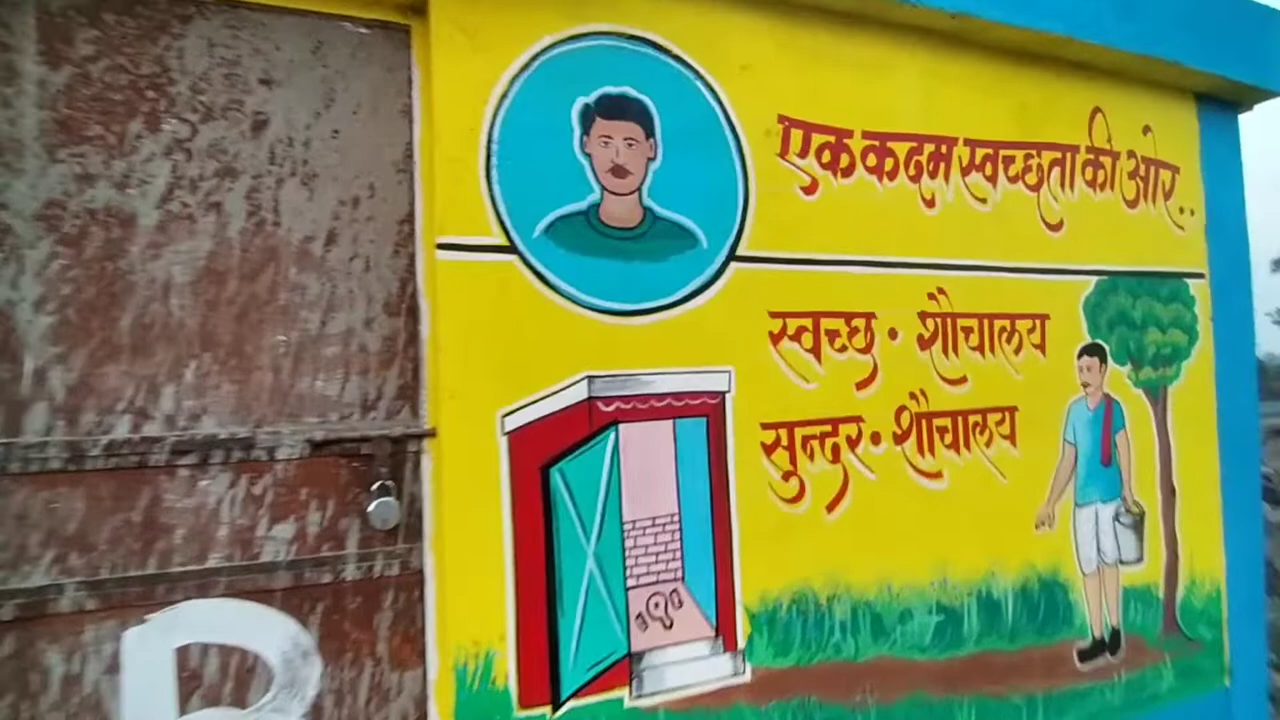 एक कदम स्वच्छता की ओर..
स्वच्छ • शौचालय
सुन्दर • शौचालय